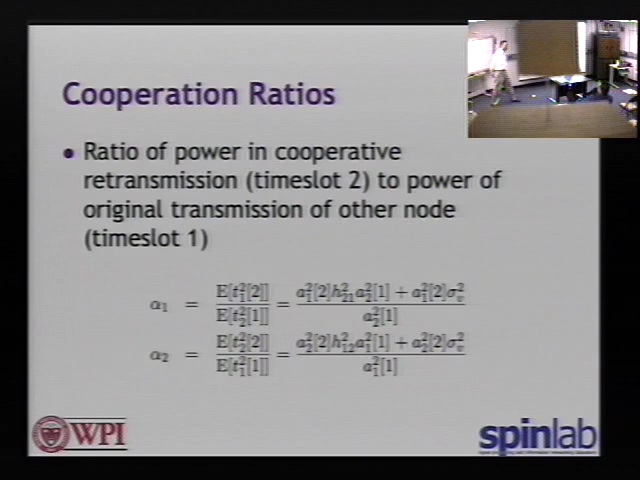 Cooperation Ratios
• Ratio of power in cooperative
retransmission (timeslot 2) to power of
original transmission of other node
(timeslot 1)
α₁ = E[t₁²[2]] / E[t₂²[1]] = (a₁²[2]h₂₁²a₂²[1] + a₁²[2]σᵥ²) / a₂²[1]
α₂ = E[t₂²[2]] / E[t₁²[1]] = (a₂²[2]h₁₂²a₁²[1] + a₂²[2]σᵥ²) / a₁²[1]
WPI
spinlab